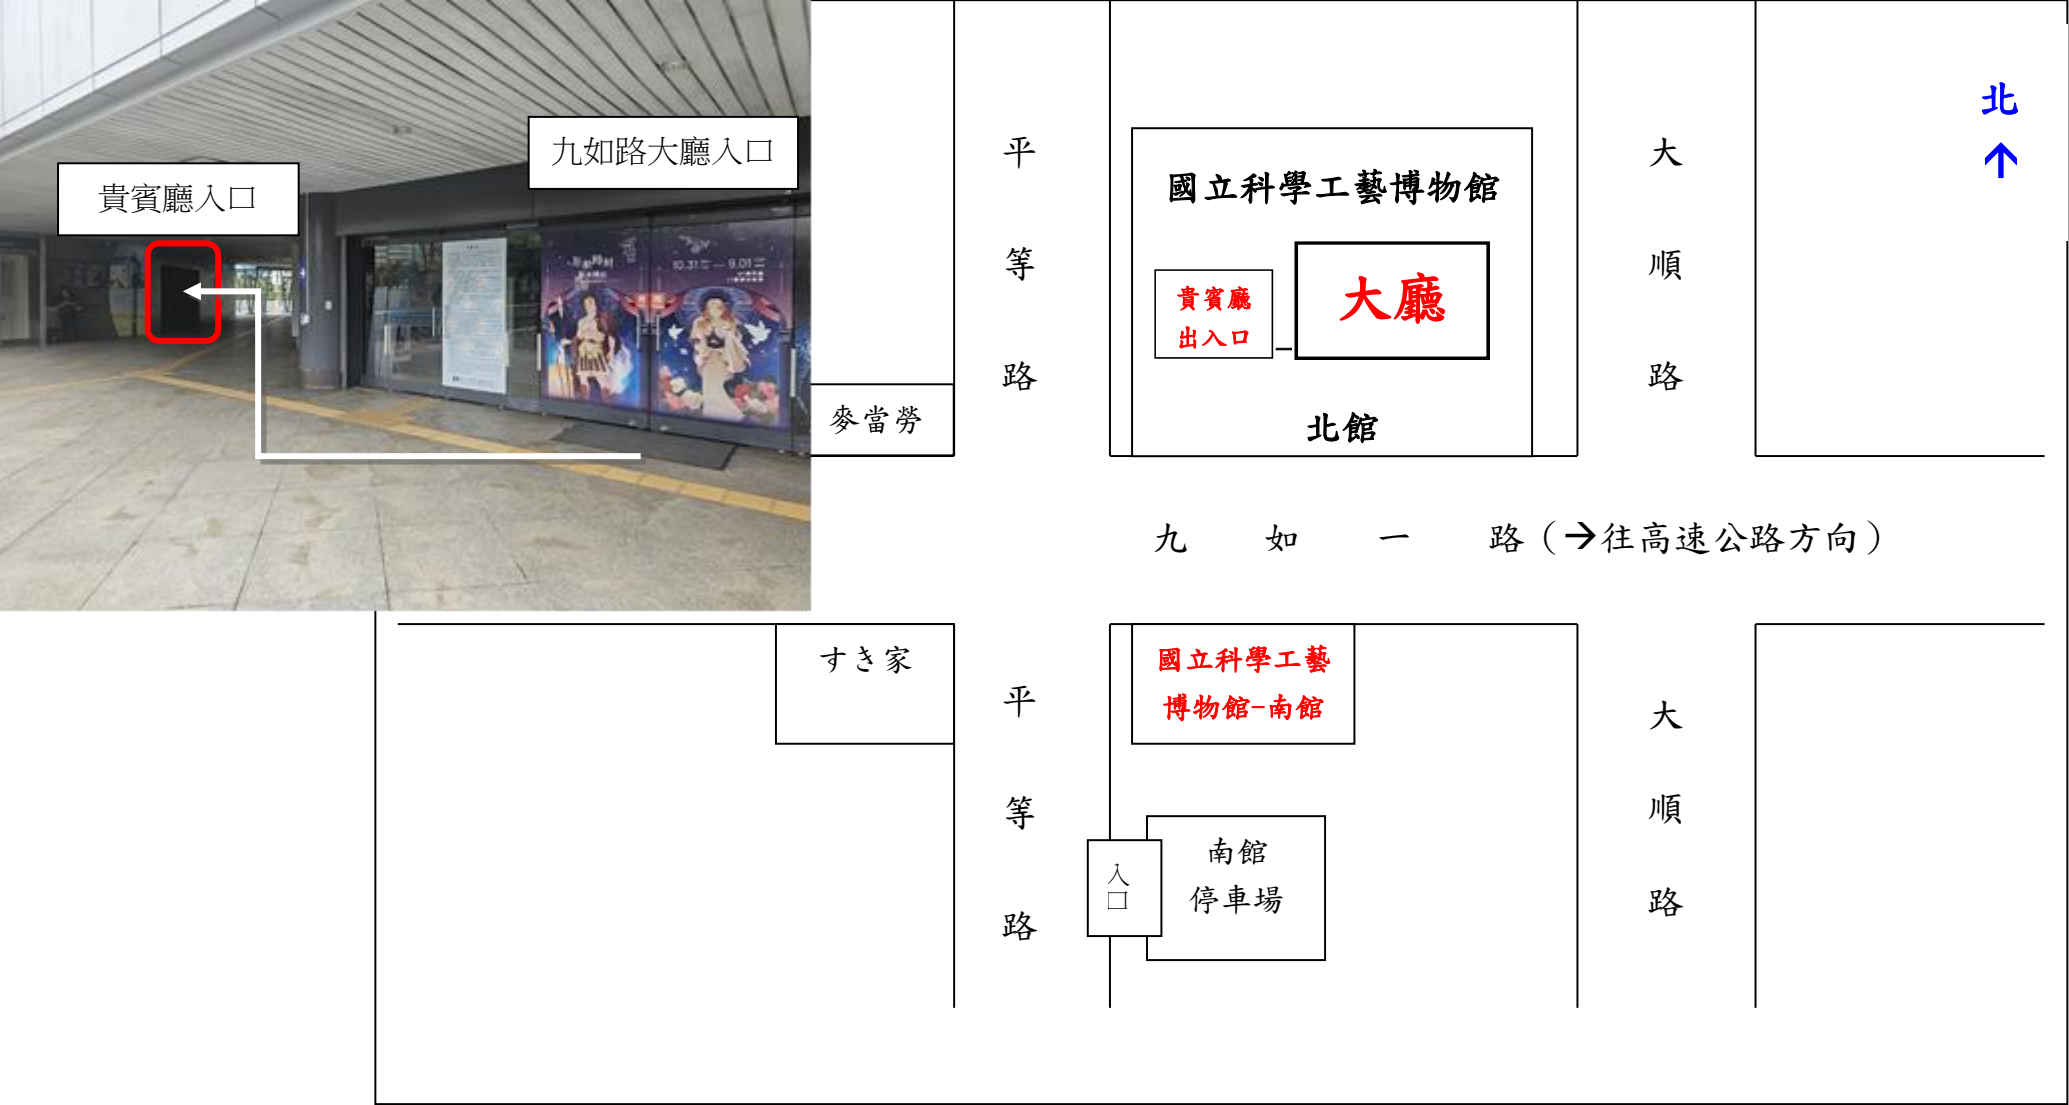 九如路大廳入口
貴賓廳入口
10.31 — 9.01
北
平等路
大順路
國立科學工藝博物館
貴賓廳
出入口
大廳
北館
麥當勞
九如一路(→往高速公路方向)
すき家
國立科學工藝
博物館-南館
平等路
大順路
入口
南館
停車場